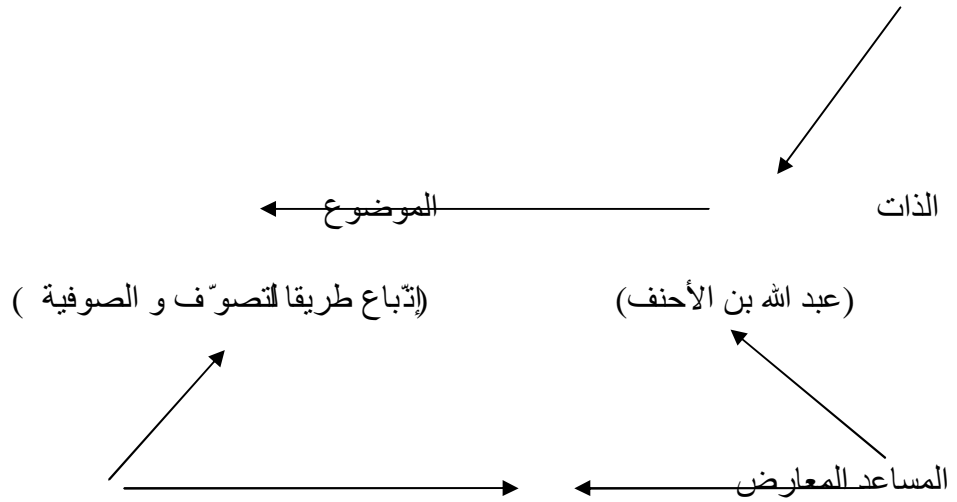 الذات الموضوع
(عبد الله بن الأحنف) (إتّباع طريقا لتصوّف و الصوفية )
المساعد المعارض